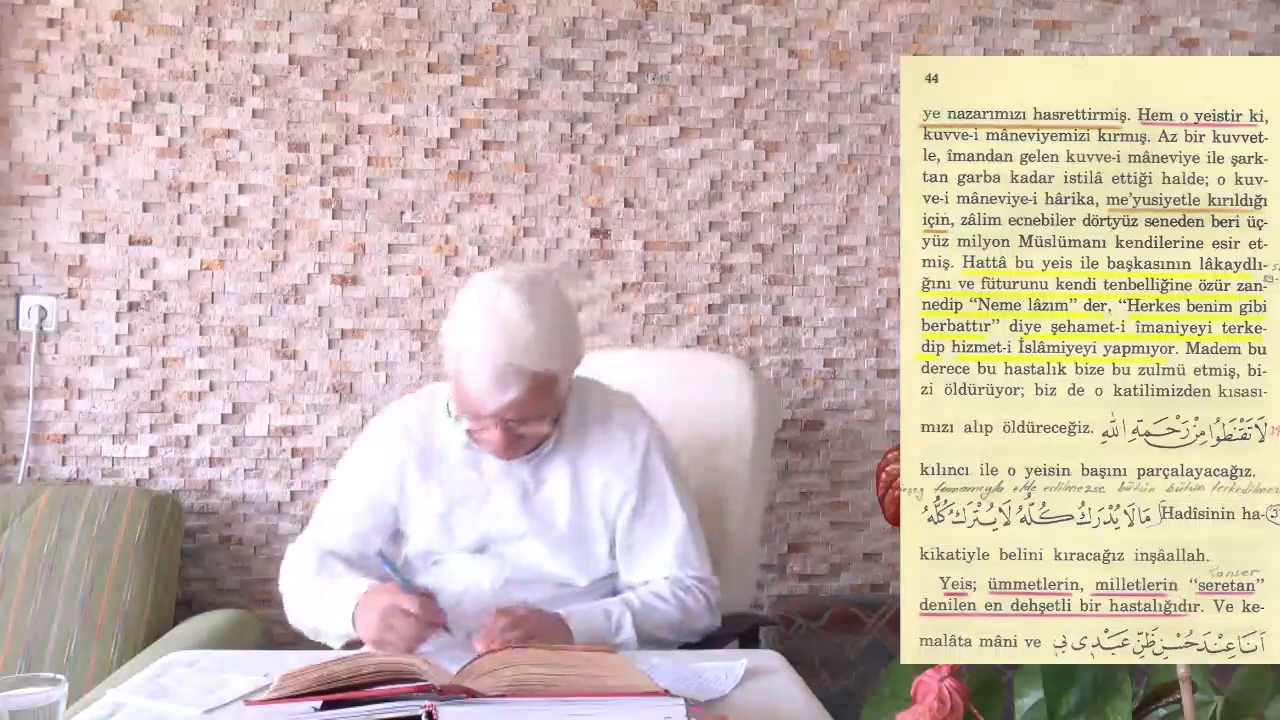 44
ye nazarımızı hasrettirmiş. Hem o yeistir ki,
kuvve-i mâneviyemizi kırmış. Az bir kuvvet-
le, îmandan gelen kuvve-i mâneviye ile şark-
tan garba kadar istilâ ettiği halde; o kuv-
ve-i mâneviye-i hârika, me'yusiyetle kırıldığı
için, zâlim ecnebiler dörtyüz seneden beri üç-
yüz milyon Müslümanı kendilerine esir et-
miş. Hattâ bu yeis ile başkasının lâkaydlı-
ğını ve füturunu kendi tenbelliğine özür zan-
nedip “Neme lâzım” der, “Herkes benim gibi
berbattır” diye şehamet-i îmaniyeyi terke-
dip hizmet-i İslâmiyeyi yapmıyor. Madem bu
derece bu hastalık bize bu zulmü etmiş, bi-
zi öldürüyor; biz de o katilimizden kısası-
mızı alıp öldüreceğiz. لَا تَقْنَطُوا مِنْ رَحْمَةِ اللّٰهِ
kılıncı ile o yeisin başını parçalayacağız.
tamamıyla elde edilmezse bütün bütün terkedilmez
مَا لَا يُدْرَكُ كُلُّهُ لَا يُتْرَكُ كُلُّهُ Hadîsinin ha-
kikatiyle belini kıracağız inşâallah.
Kanser
Yeis; ümmetlerin, milletlerin “seretan”
denilen en dehşetli bir hastalığıdır. Ve ke-
malâta mâni ve اَنَا عِنْدَ حُسْنِ ظَنِّ عَبْدِى بِى